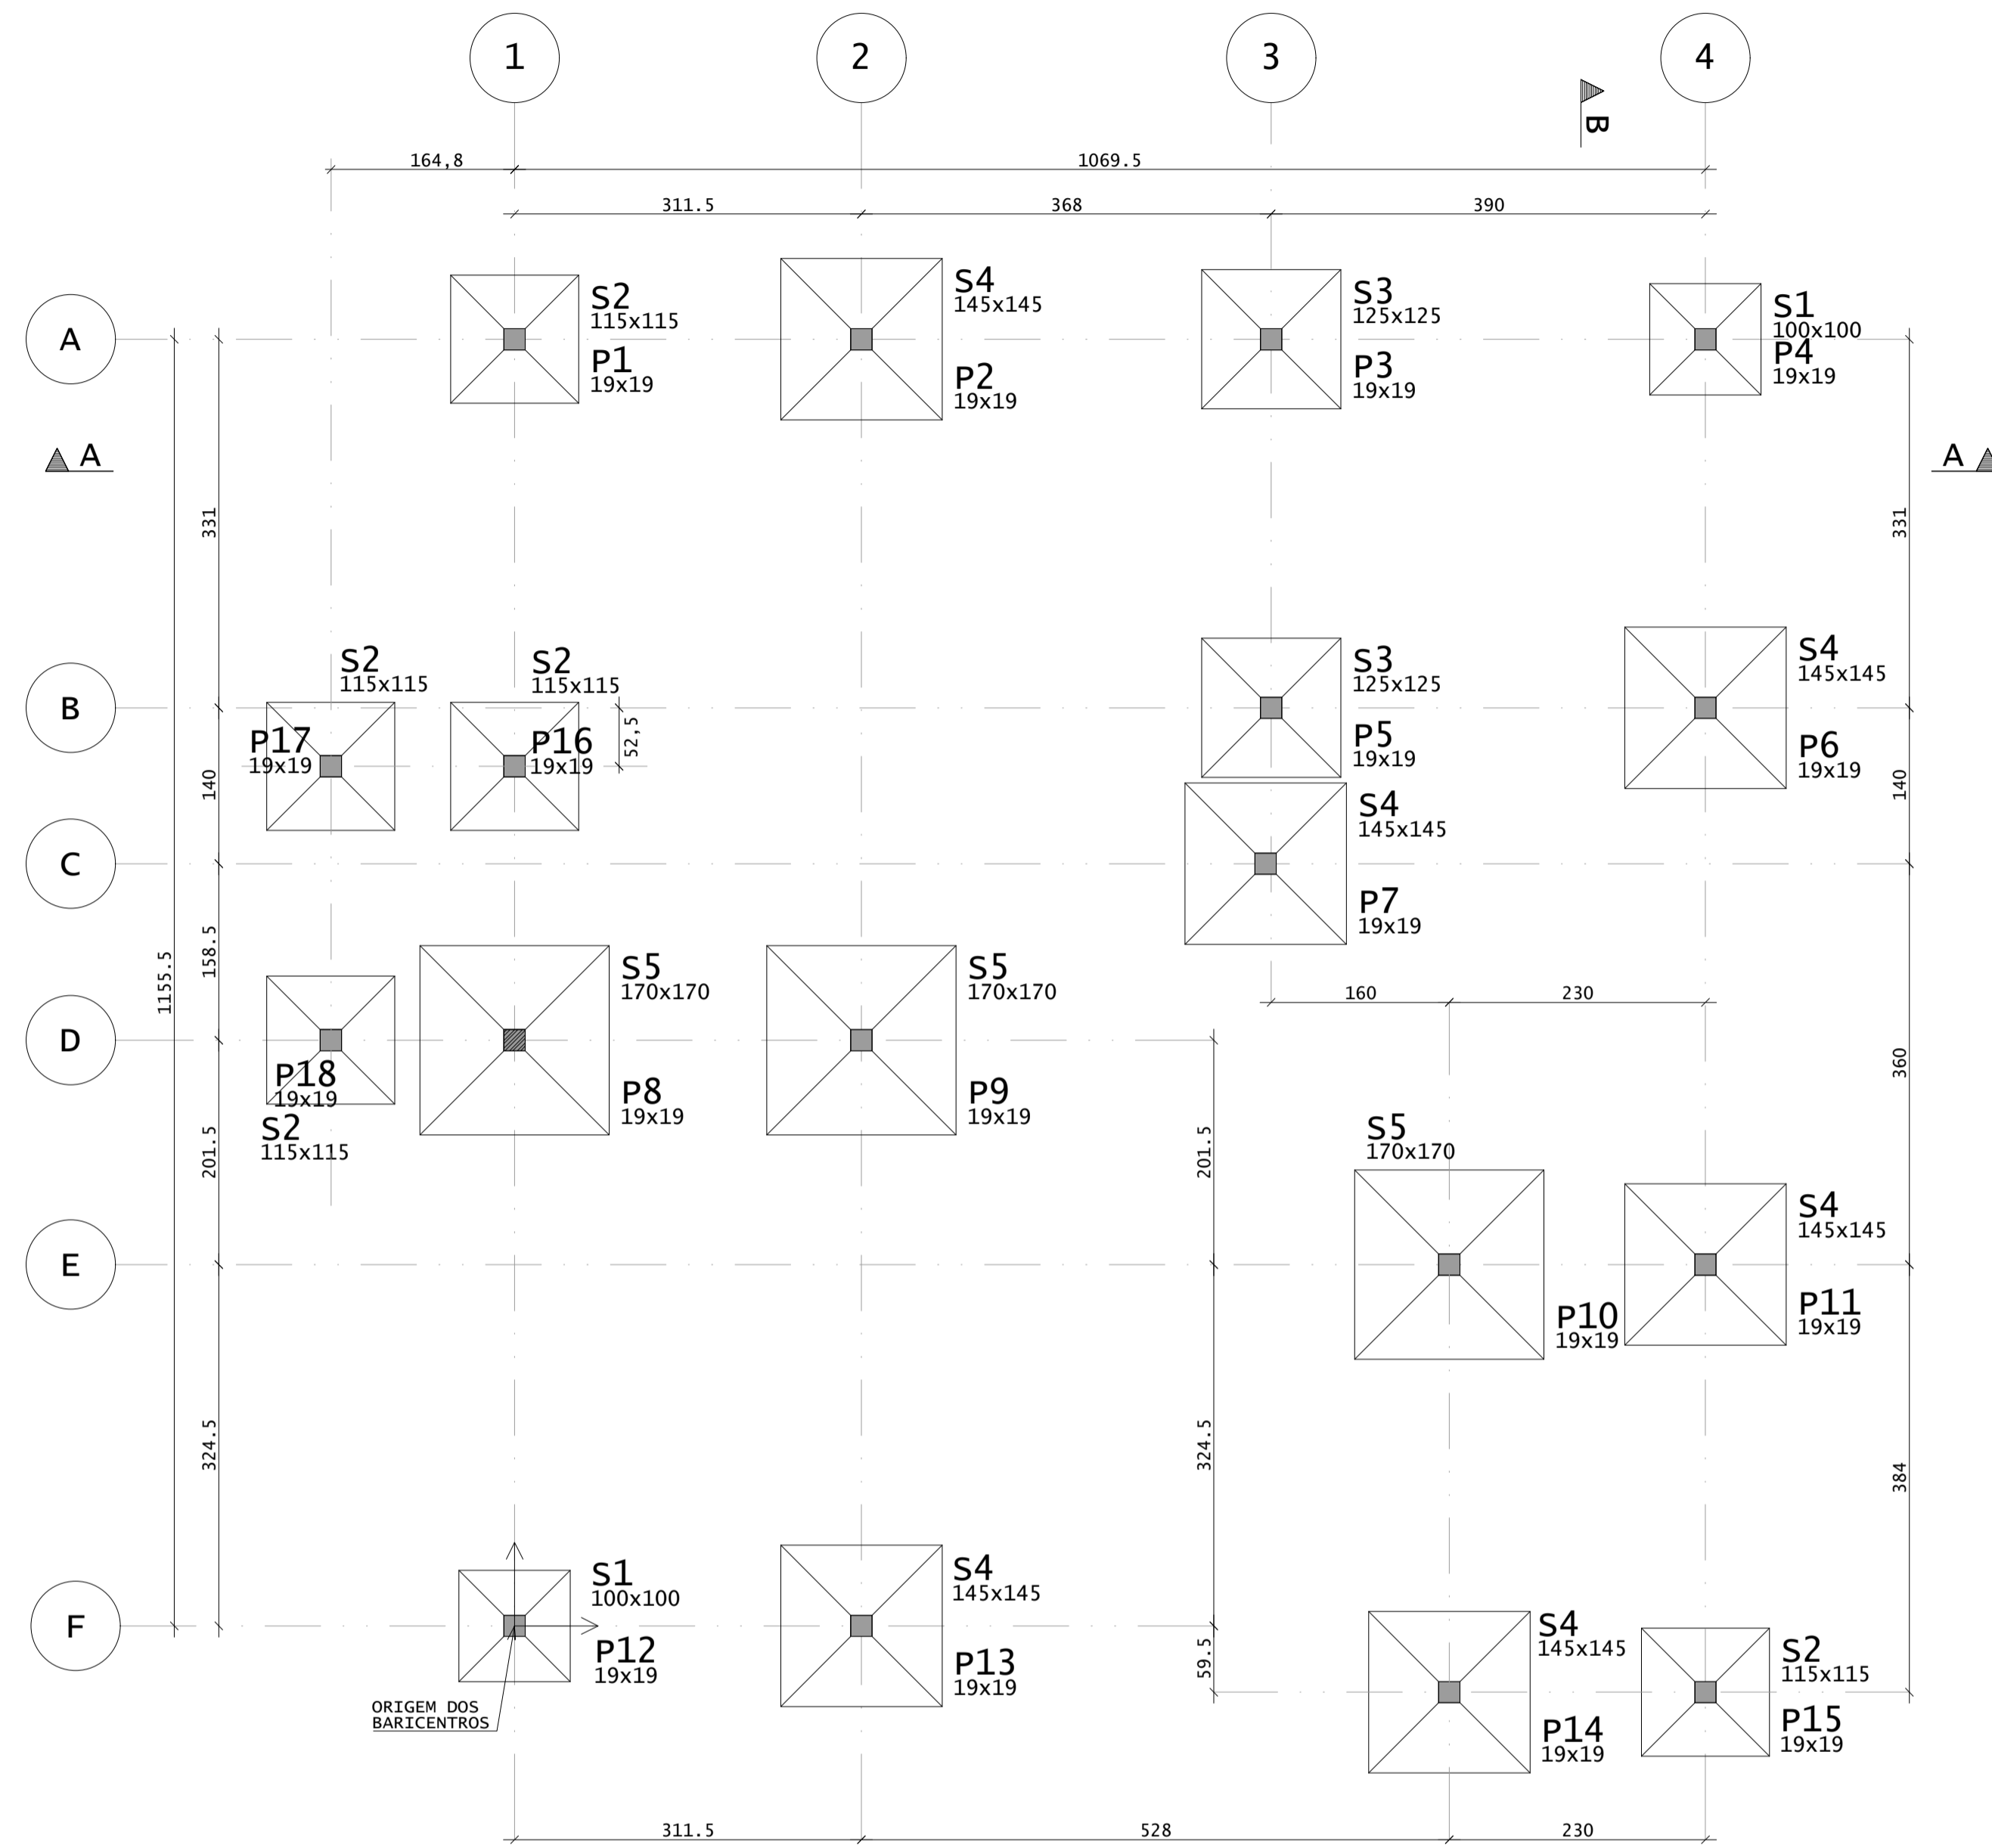 1
2
3
4
B
164,8
1069.5
311.5
368
390
A
S2
115x115
P1
19x19
S4
145x145
P2
19x19
S3
125x125
P3
19x19
S1
100x100
P4
19x19
A
A
331
331
B
S2
115x115
P17
19x19
S2
115x115
P16
19x19
52,5
S3
125x125
P5
19x19
S4
145x145
P6
19x19
140
140
C
S4
145x145
P7
19x19
1155.5
158.5
D
P18
19x19
S2
115x115
S5
170x170
P8
19x19
S5
170x170
P9
19x19
160
230
360
201.5
201.5
E
S5
170x170
P10
19x19
S4
145x145
P11
19x19
324.5
324.5
384
F
S1
100x100
P12
19x19
ORIGEM DOS
BARICENTROS
S4
145x145
P13
19x19
59.5
S4
145x145
P14
19x19
S2
115x115
P15
19x19
311.5
528
230